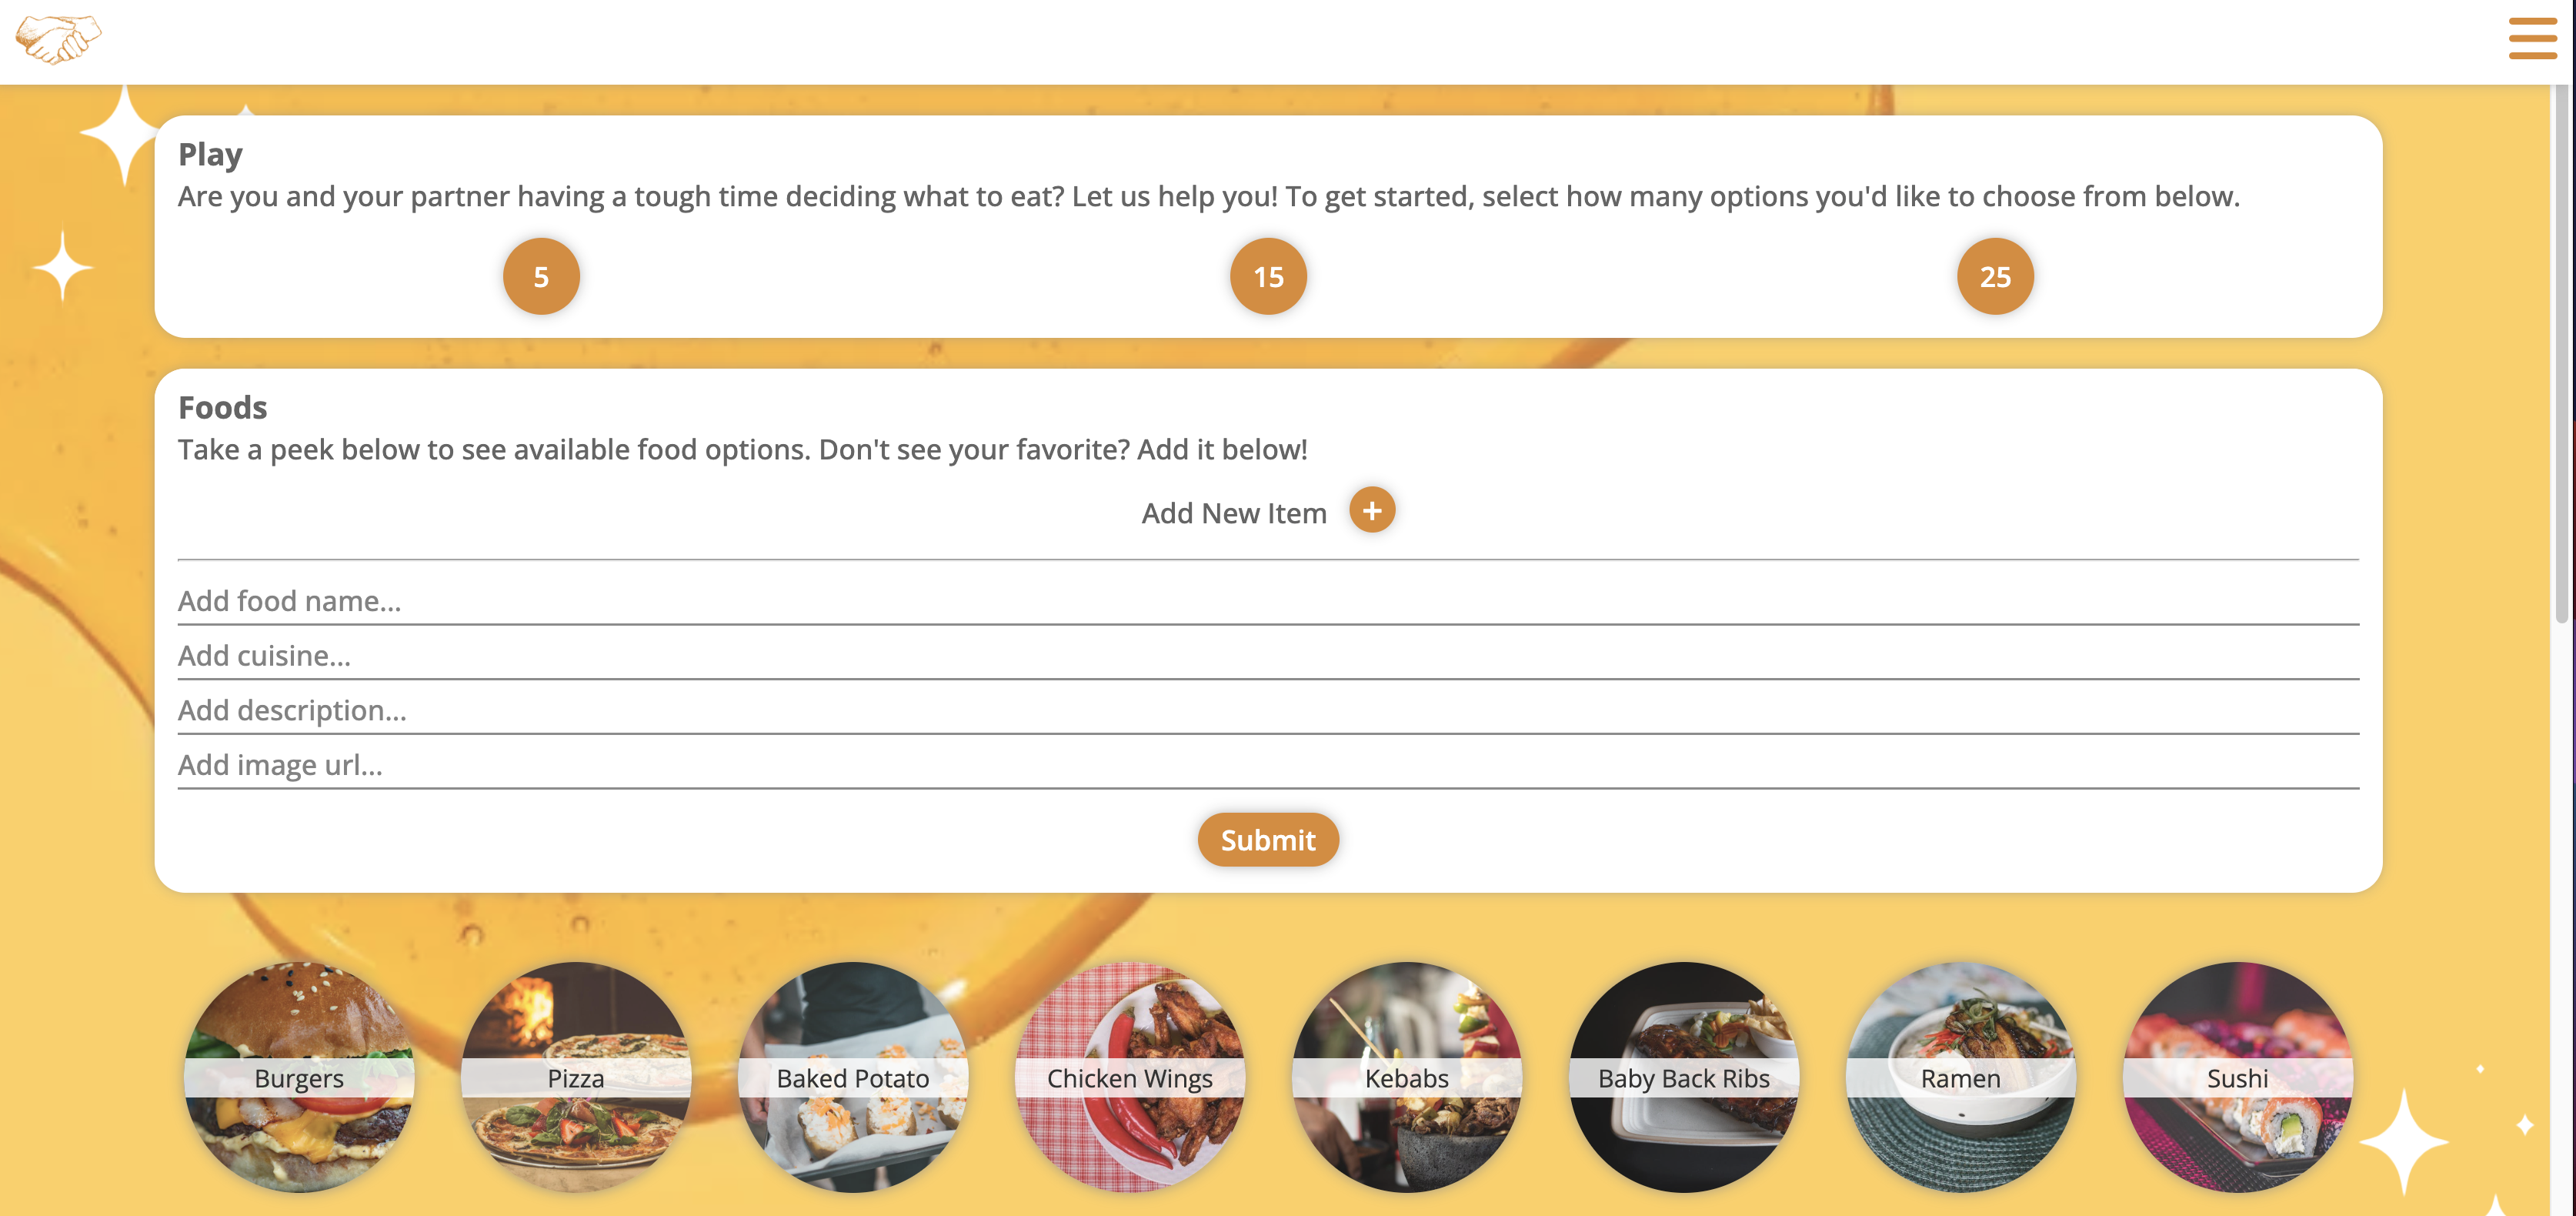 Play
Are you and your partner having a tough time deciding what to eat? Let us help you! To get started, select how many options you'd like to choose from below.
5 15 25
Foods
Take a peek below to see available food options. Don't see your favorite? Add it below!
Add New Item +
Add food name...
Add cuisine...
Add description...
Add image url...
Submit
Burgers Pizza Baked Potato Chicken Wings Kebabs Baby Back Ribs Ramen Sushi